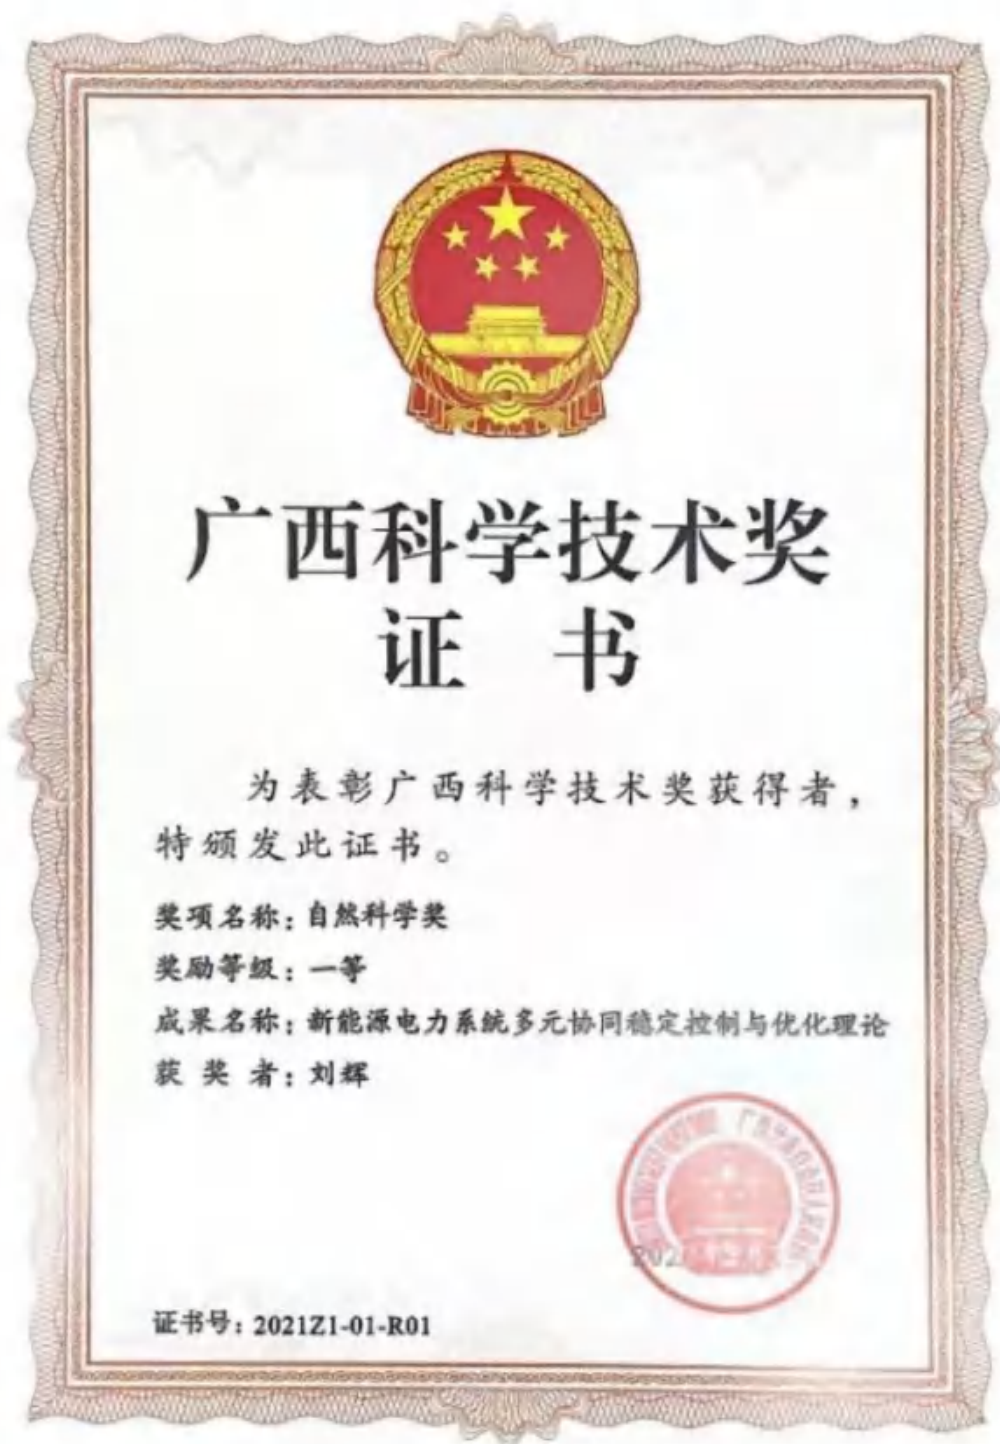 广西科学技术奖
证 书
为表彰广西科学技术奖获得者，
特颁发此证书。
奖项名称：自然科学奖
奖励等级：一等
成果名称：新能源电力系统多元协同稳定控制与优化理论
获 奖 者：刘辉
证书号：2021Z1-01-R01